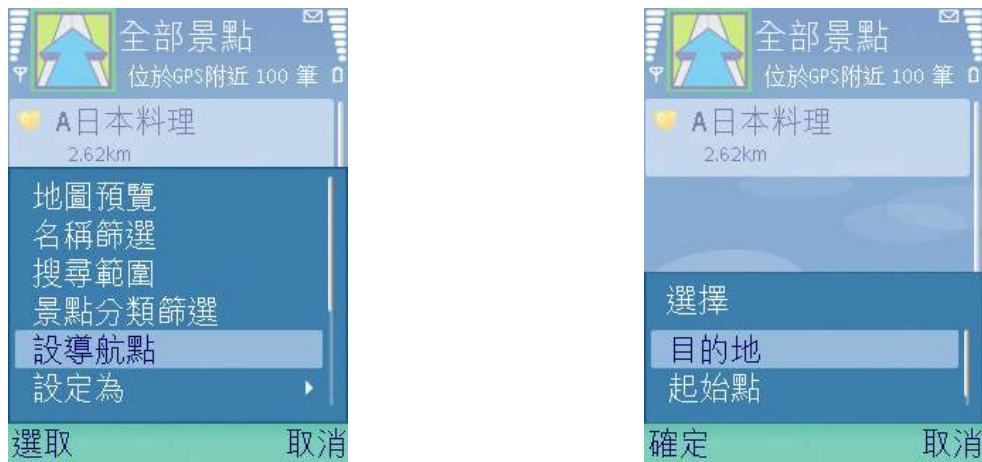 全部景點
位於GPS附近 100 筆
A日本料理
2.62km
地圖預覽
名稱篩選
搜尋範圍
景點分類篩選
設導航點
設定為
選取 取消
全部景點
位於GPS附近 100 筆
A日本料理
2.62km
選擇
目的地
起始點
確定 取消